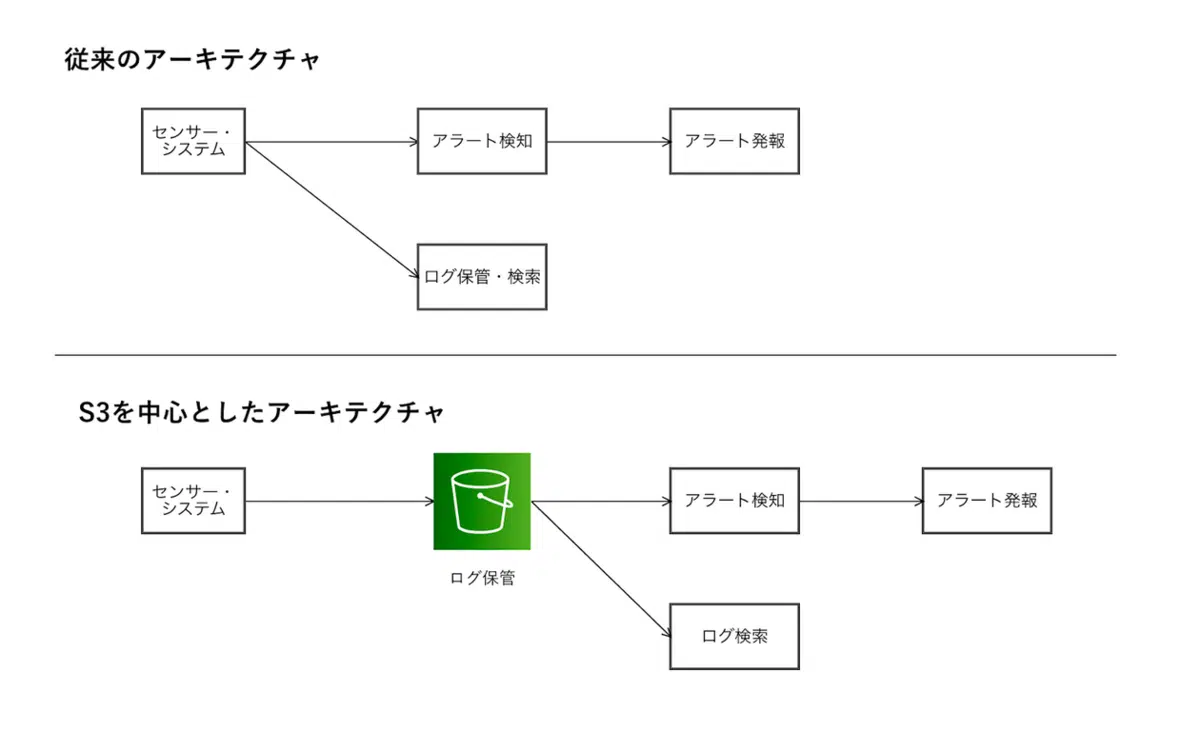 従来のアーキテクチャ
センサー・
システム
アラート検知
アラート発報
ログ保管・検索
S3を中心としたアーキテクチャ
センサー・
システム
ログ保管
アラート検知
アラート発報
ログ検索